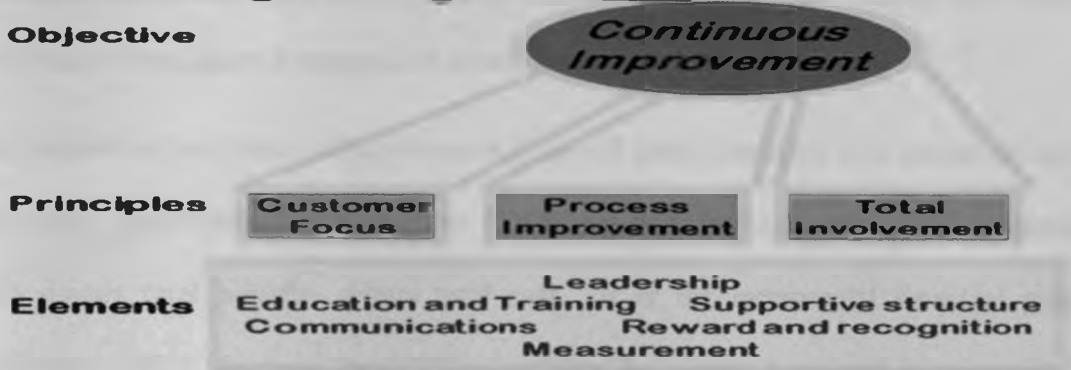 Objective
Continuous
Improvement
Principles
Customer
Focus
Process
Improvement
Total
Involvement
Elements
Leadership
Education and Training Supportive structure
Communications Reward and recognition
Measurement